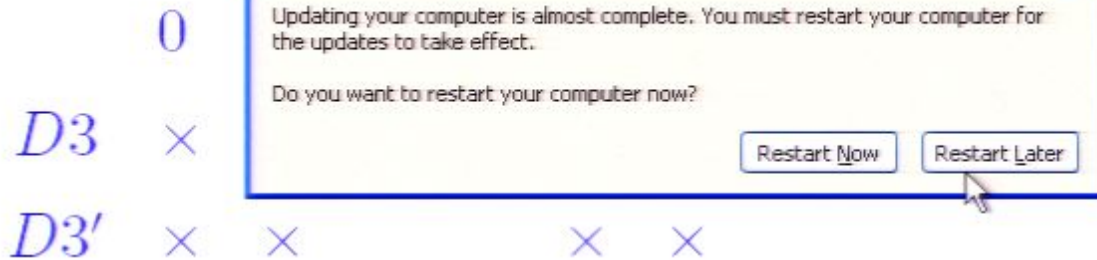 0
Updating your computer is almost complete. You must restart your computer for
the updates to take effect.
Do you want to restart your computer now?
D3 ×
Restart Now Restart Later
D3′ × × × ×